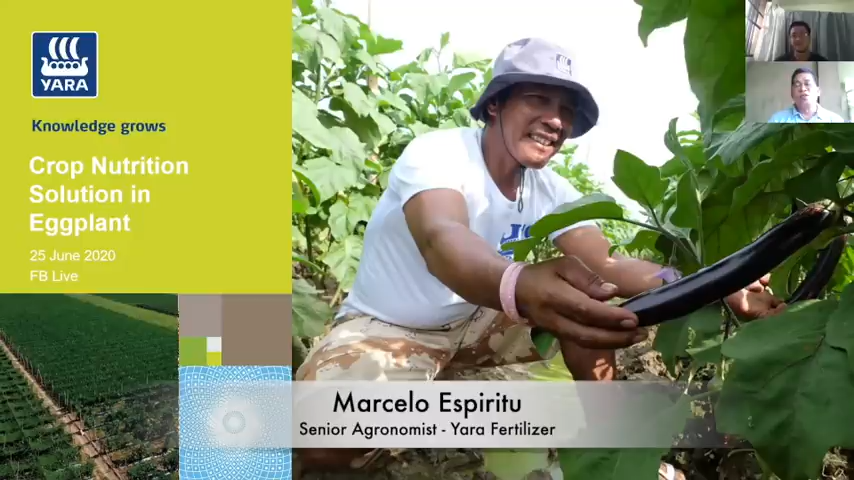 YARA
Knowledge grows
Crop Nutrition
Solution in
Eggplant
25 June 2020
FB Live
Marcelo Espiritu
Senior Agronomist - Yara Fertilizer